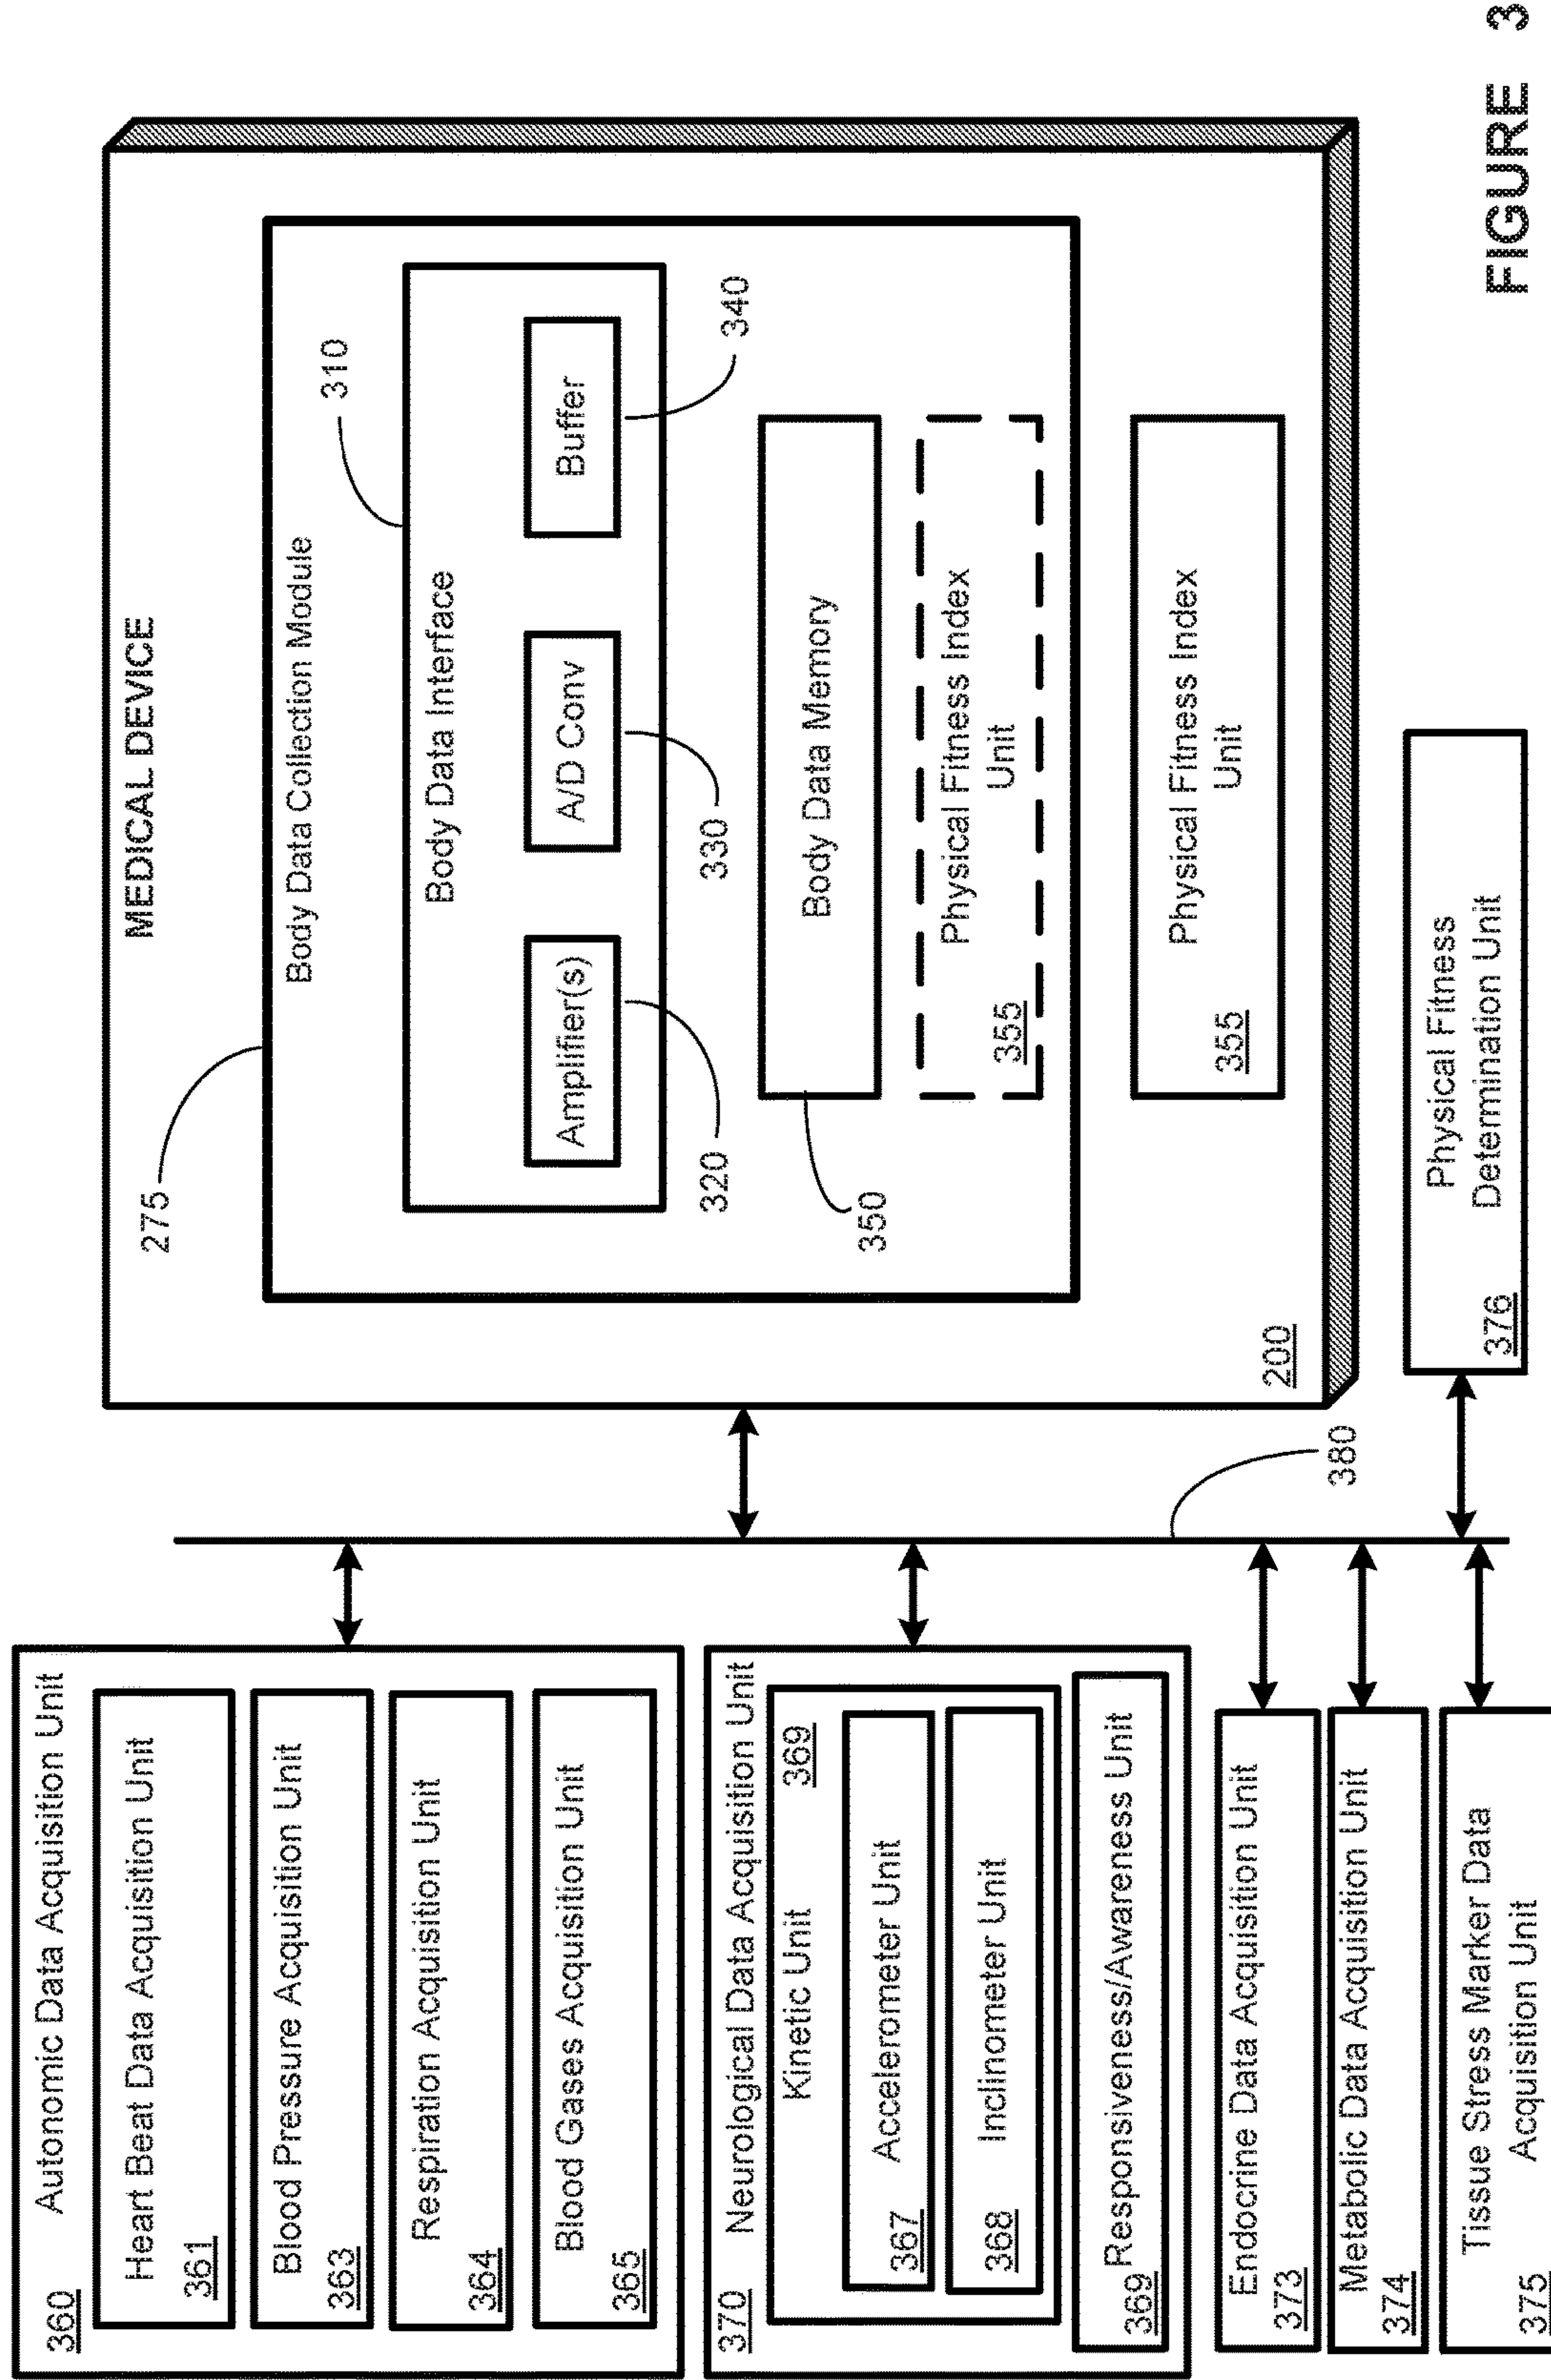 360
Autonomic Data Acquisition Unit
Heart Beat Data Acquisition Unit
361
Blood Pressure Acquisition Unit
363
Respiration Acquisition Unit
364
Blood Gases Acquisition Unit
365
370
Neurological Data Acquisition Unit
Kinetic Unit 369
Accelerometer Unit
367
Inclinometer Unit
368
Responsiveness/Awareness Unit
369
Endocrine Data Acquisition Unit
373
Metabolic Data Acquisition Unit
374
Tissue Stress Marker Data
Acquisition Unit
375
380
MEDICAL DEVICE
275
Body Data Collection Module
310
Body Data Interface
Amplifier(s)
A/D Conv
Buffer
320
330
340
Body Data Memory
350
Physical Fitness Index
Unit
355
Physical Fitness Index
Unit
355
200
Physical Fitness
Determination Unit
376
FIGURE 3